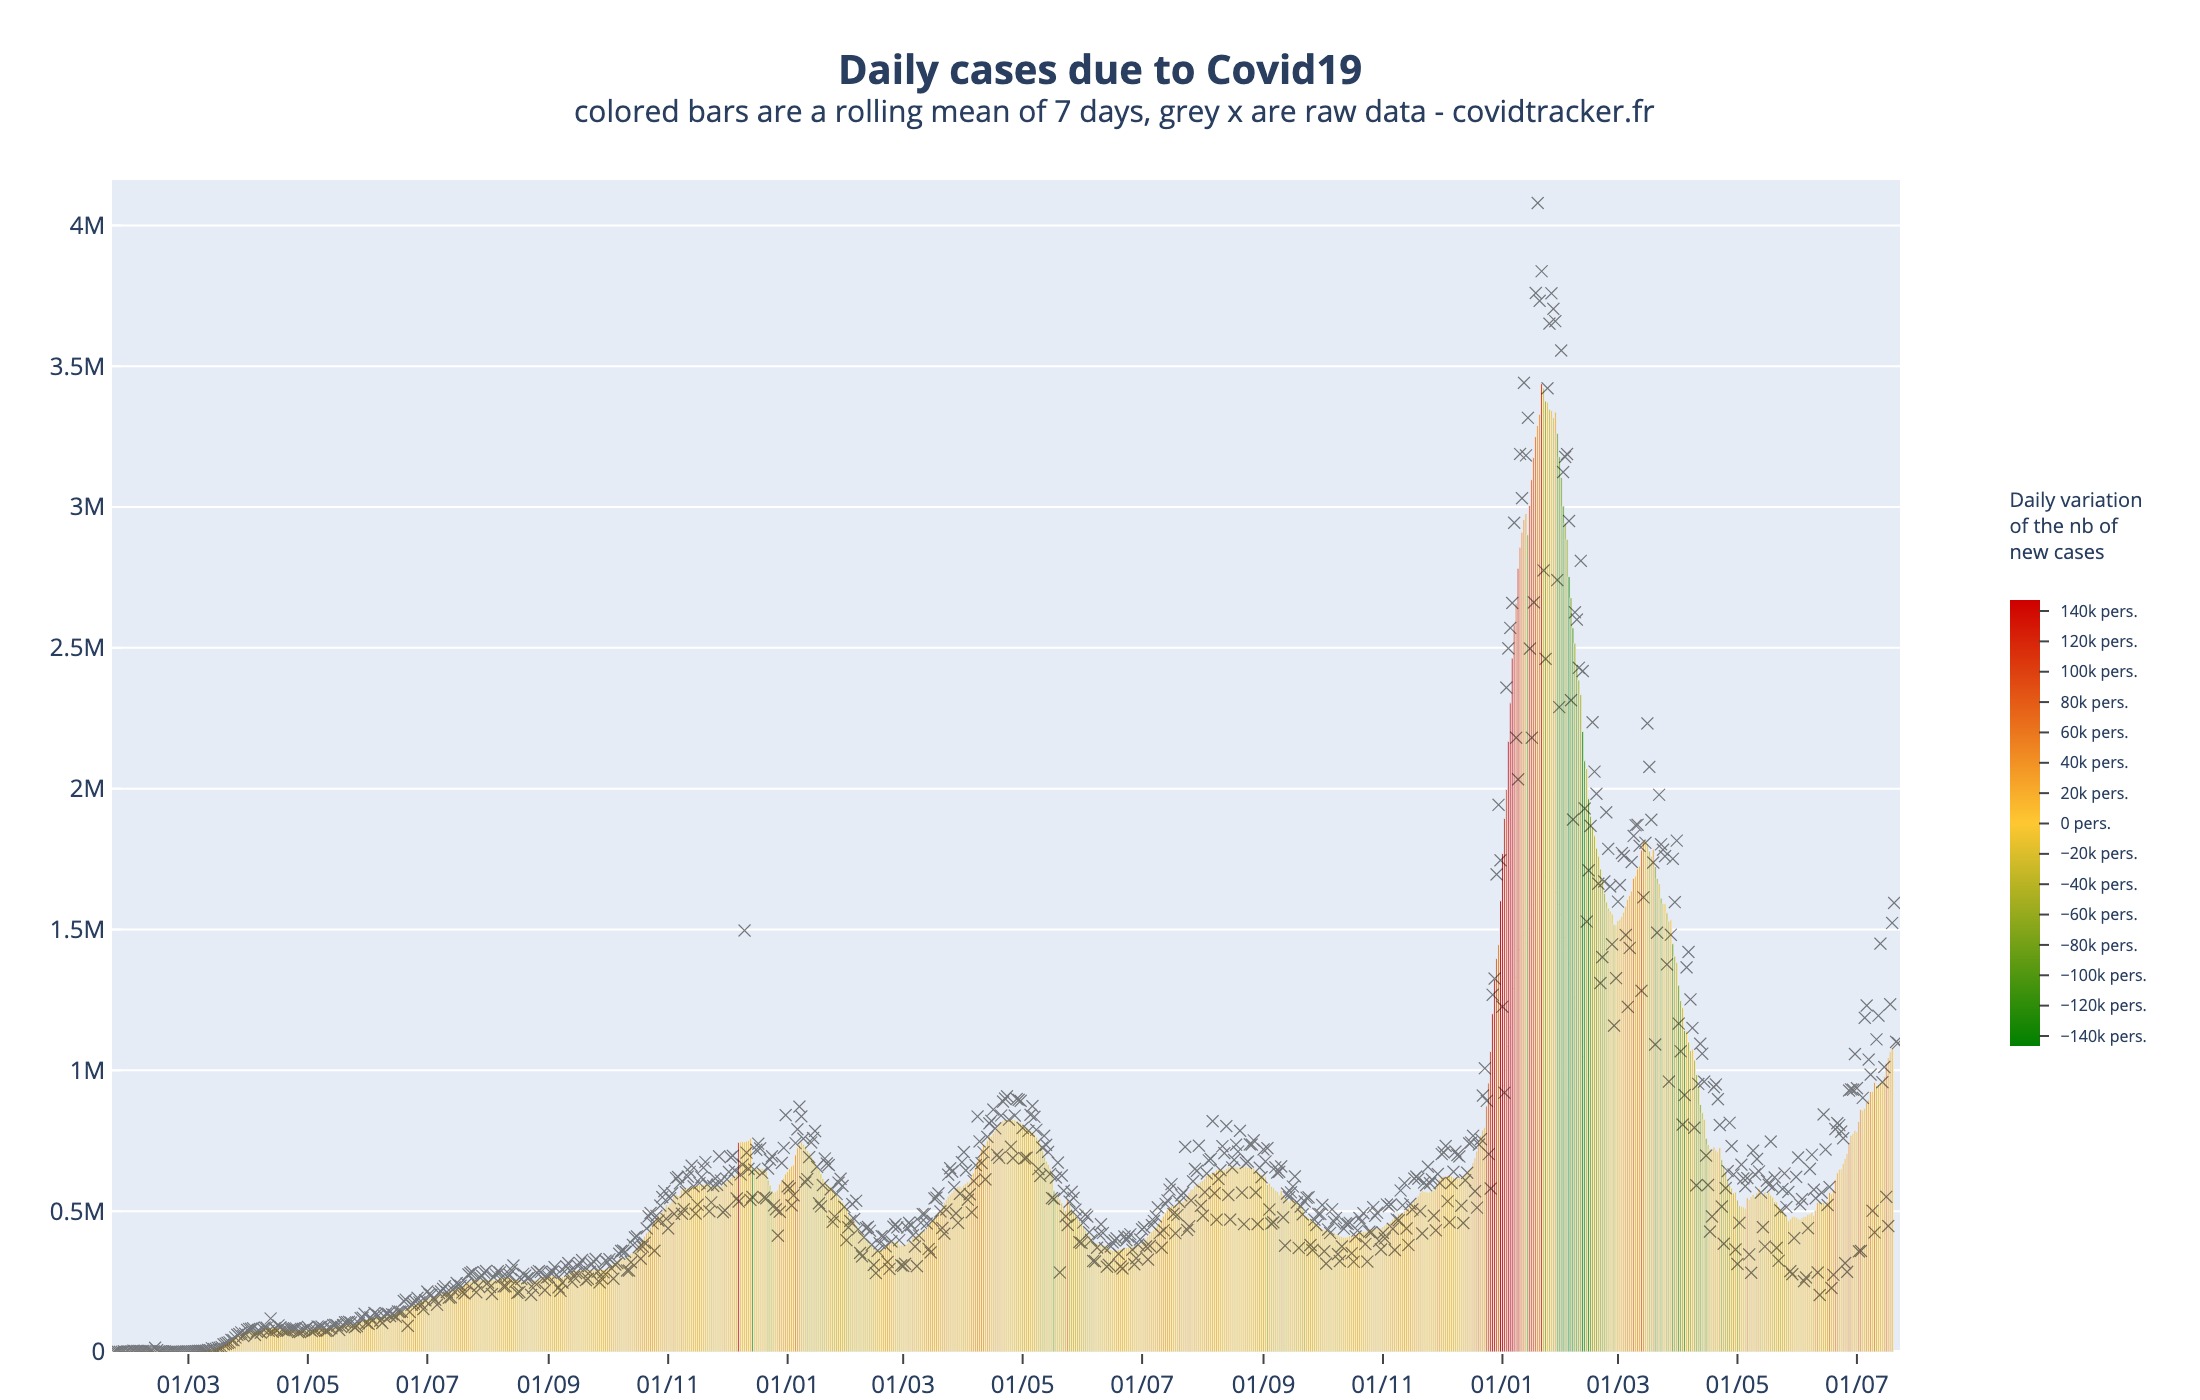 Daily cases due to Covid19
colored bars are a rolling mean of 7 days, grey x are raw data - covidtracker.fr
4M
3.5M
3M
2.5M
2M
1.5M
1M
0.5M
0
01/03
01/05
01/07
01/09
01/11
01/01
01/03
01/05
01/07
01/09
01/11
01/01
01/03
01/05
01/07
Daily variation
of the nb of
new cases
140k pers.
120k pers.
100k pers.
80k pers.
60k pers.
40k pers.
20k pers.
0 pers.
−20k pers.
−40k pers.
−60k pers.
−80k pers.
−100k pers.
−120k pers.
−140k pers.